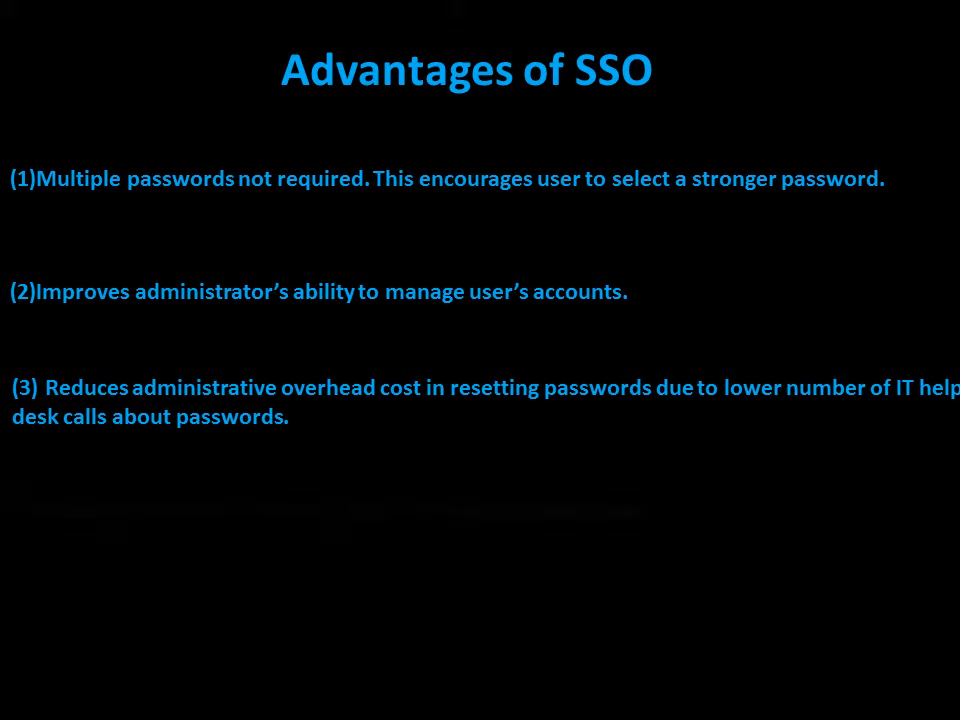 Advantages of SSO
(1)Multiple passwords not required. This encourages user to select a stronger password.
(2)Improves administrator’s ability to manage user’s accounts.
(3) Reduces administrative overhead cost in resetting passwords due to lower number of IT help
desk calls about passwords.